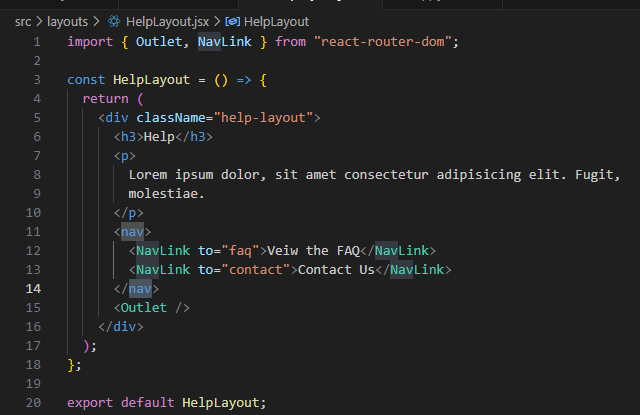 src > layouts > HelpLayout.jsx > HelpLayout
1 import { Outlet, NavLink } from "react-router-dom";
2
3 const HelpLayout = () => {
4 return (
5 <div className="help-layout">
6 <h3>Help</h3>
7 <p>
8 Lorem ipsum dolor, sit amet consectetur adipisicing elit. Fugit,
9 molestiae.
10 </p>
11 <nav>
12 <NavLink to="faq">Veiw the FAQ</NavLink>
13 <NavLink to="contact">Contact Us</NavLink>
14 </nav>
15 <Outlet />
16 </div>
17 );
18 };
19
20 export default HelpLayout;